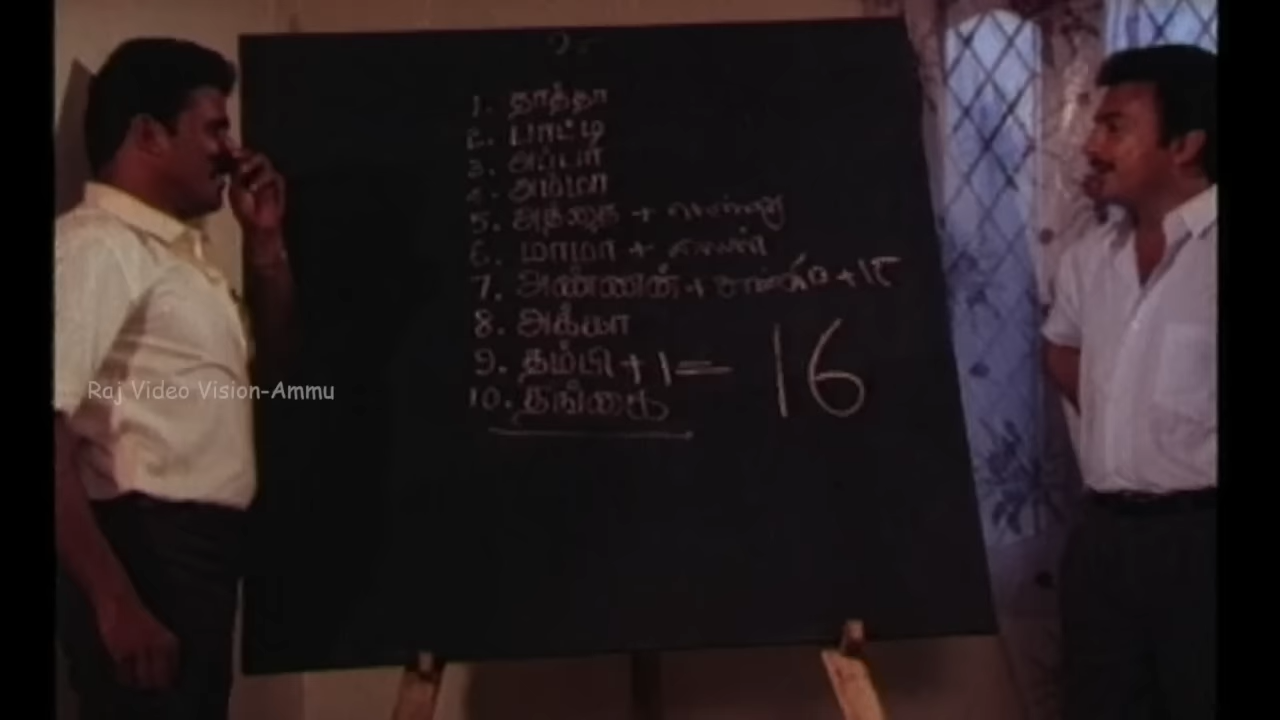 1. தாத்தா
2. பாட்டி
3. அப்பா
4. அம்மா
5. அத்தை +
6. மாமா +
7. அண்ணன் +
8. அக்கா
9. தம்பி + 1 = 16
10. தங்கை
Raj Video Vision-Ammu